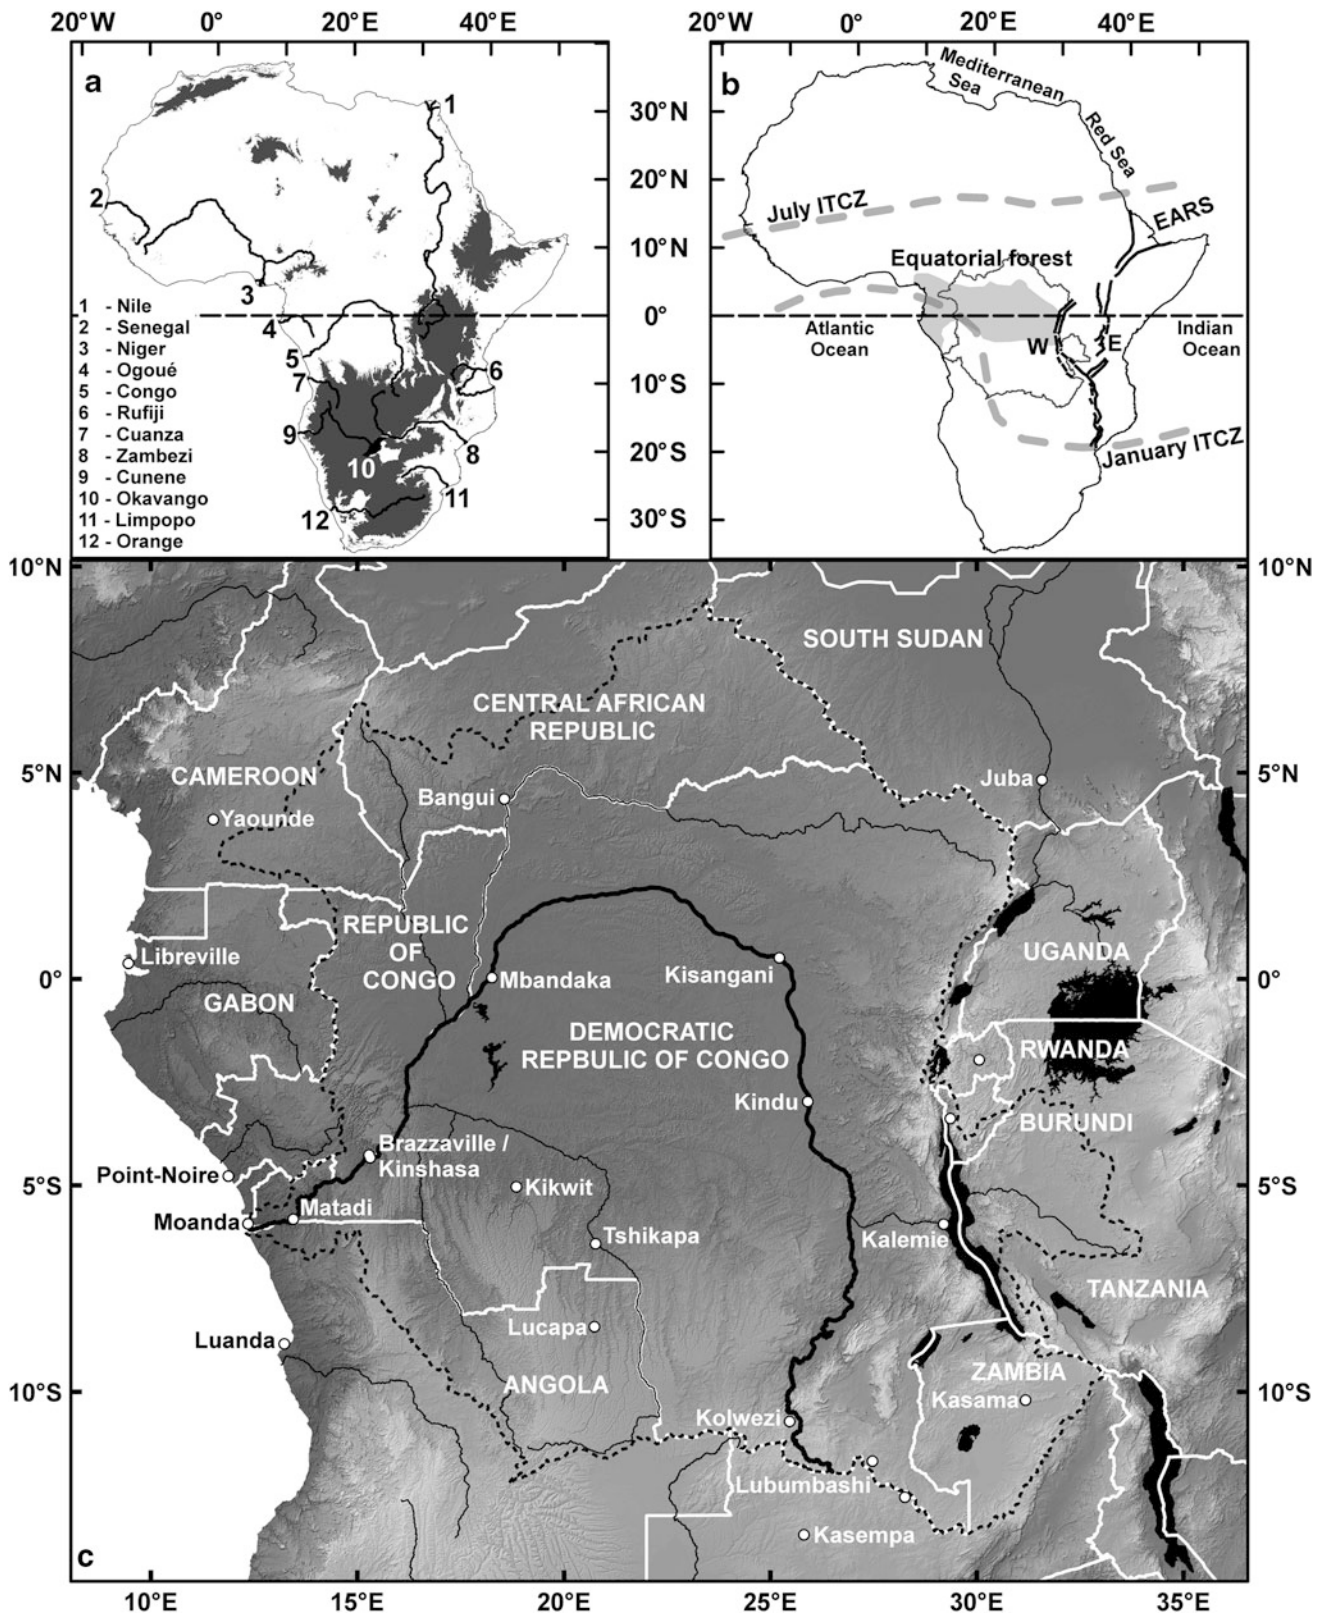 20°W 0° 20°E 40°E
20°W 0° 20°E 40°E
a
1
2
3
4
5
6
7
8
9
10
11
12
1 - Nile
2 - Senegal
3 - Niger
4 - Ogoué
5 - Congo
6 - Rufiji
7 - Cuanza
8 - Zambezi
9 - Cunene
10 - Okavango
11 - Limpopo
12 - Orange
30°N
20°N
10°N
0°
10°S
20°S
30°S
b
Mediterranean
Sea
Red Sea
July ITCZ
EARS
Equatorial forest
Atlantic
Ocean
W
E
Indian
Ocean
January ITCZ
10°N
10°N
SOUTH SUDAN
CENTRAL AFRICAN
REPUBLIC
5°N
CAMEROON
Juba
5°N
Bangui
Yaounde
REPUBLIC
OF
CONGO
UGANDA
Libreville
Kisangani
0°
Mbandaka
0°
GABON
DEMOCRATIC
REPBULIC OF CONGO
RWANDA
Kindu
BURUNDI
Brazzaville /
Kinshasa
Point-Noire
5°S
Kikwit
5°S
Matadi
Moanda
Tshikapa
Kalemie
TANZANIA
Lucapa
Luanda
ZAMBIA
ANGOLA
10°S
Kasama
10°S
Kolwezi
Lubumbashi
Kasempa
c
10°E 15°E 20°E 25°E 30°E 35°E